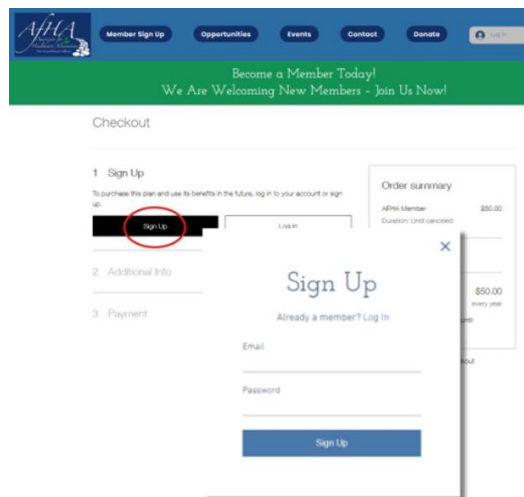 AfHA
Member Sign Up
Opportunities
Events
Contact
Donate
Log In
Become a Member Today!
We Are Welcoming New Members - Join Us Now!
Checkout
1 Sign Up
To purchase this plan and use its benefits in the future, log in to your account or sign
up.
Sign Up
Log In
2 Additional Info
3 Payment
Order summary
AFHA Member $50.00
Duration: Until canceled
$50.00
every year
until
Sign Up
Already a member? Log In
Email
Password
Sign Up